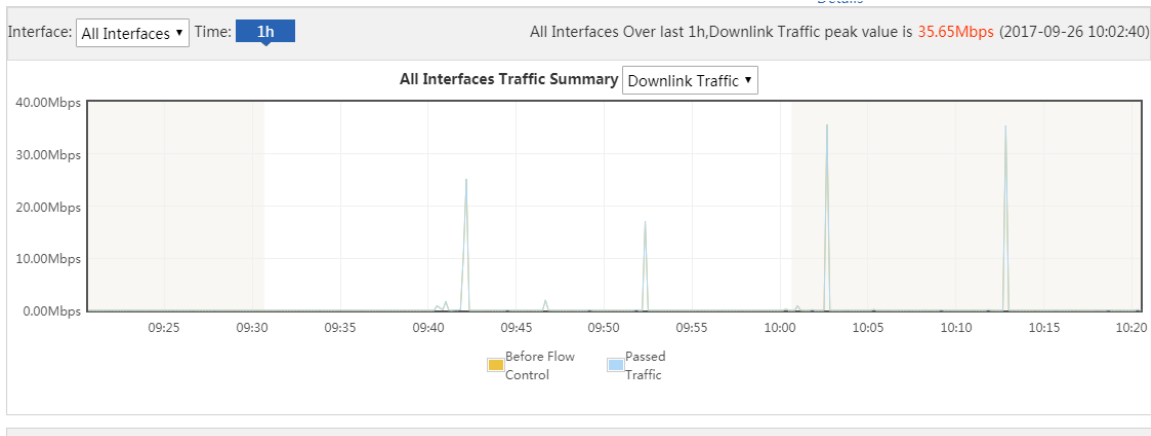 Details
Interface: All Interfaces ▼ Time: 1h All Interfaces Over last 1h,Downlink Traffic peak value is 35.65Mbps (2017-09-26 10:02:40)
All Interfaces Traffic Summary Downlink Traffic ▼
40.00Mbps
30.00Mbps
20.00Mbps
10.00Mbps
0.00Mbps
09:25 09:30 09:35 09:40 09:45 09:50 09:55 10:00 10:05 10:10 10:15 10:20
Before Flow Passed
Control Traffic